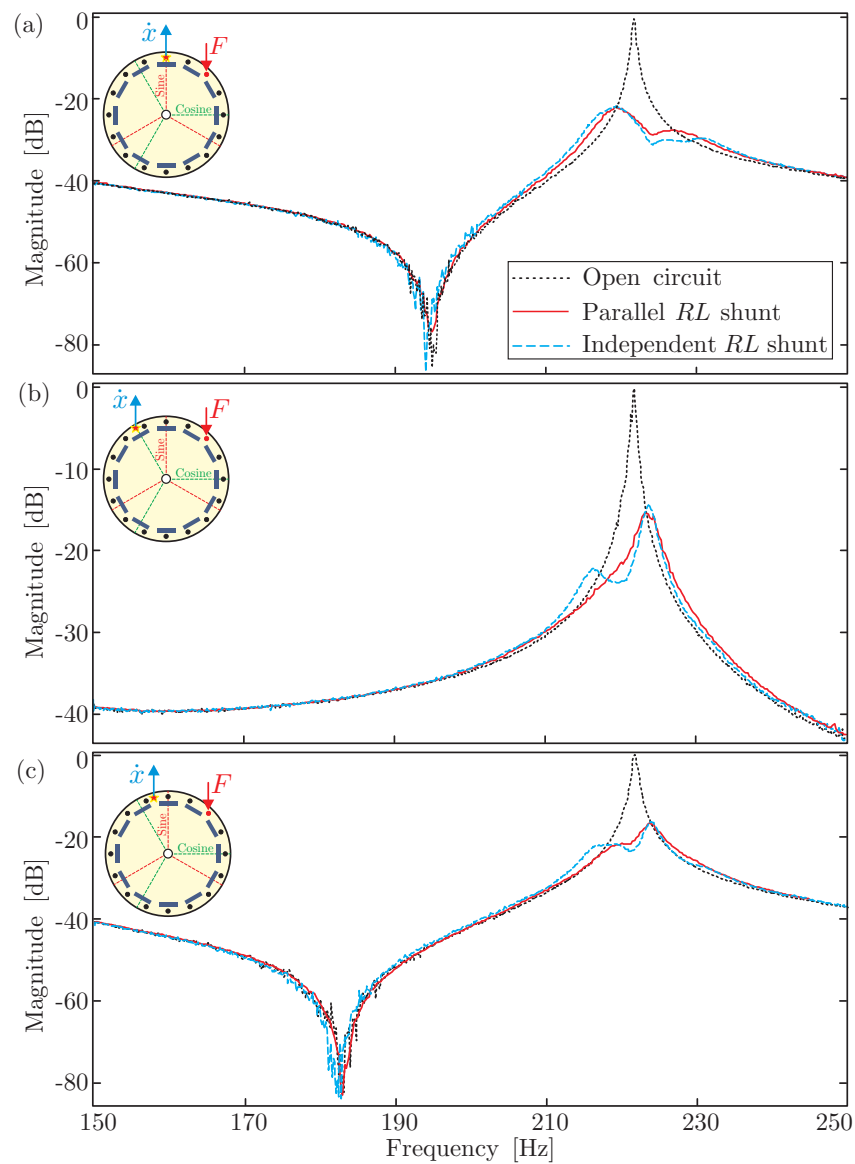 (a)
ẋ
F
Sine
Cosine
0
-20
-40
-60
-80
Magnitude [dB]
Open circuit
Parallel RL shunt
Independent RL shunt
(b)
ẋ
F
Sine
Cosine
0
-10
-20
-30
-40
Magnitude [dB]
(c)
ẋ
F
Sine
Cosine
0
-20
-40
-60
-80
Magnitude [dB]
150 170 190 210 230 250
Frequency [Hz]